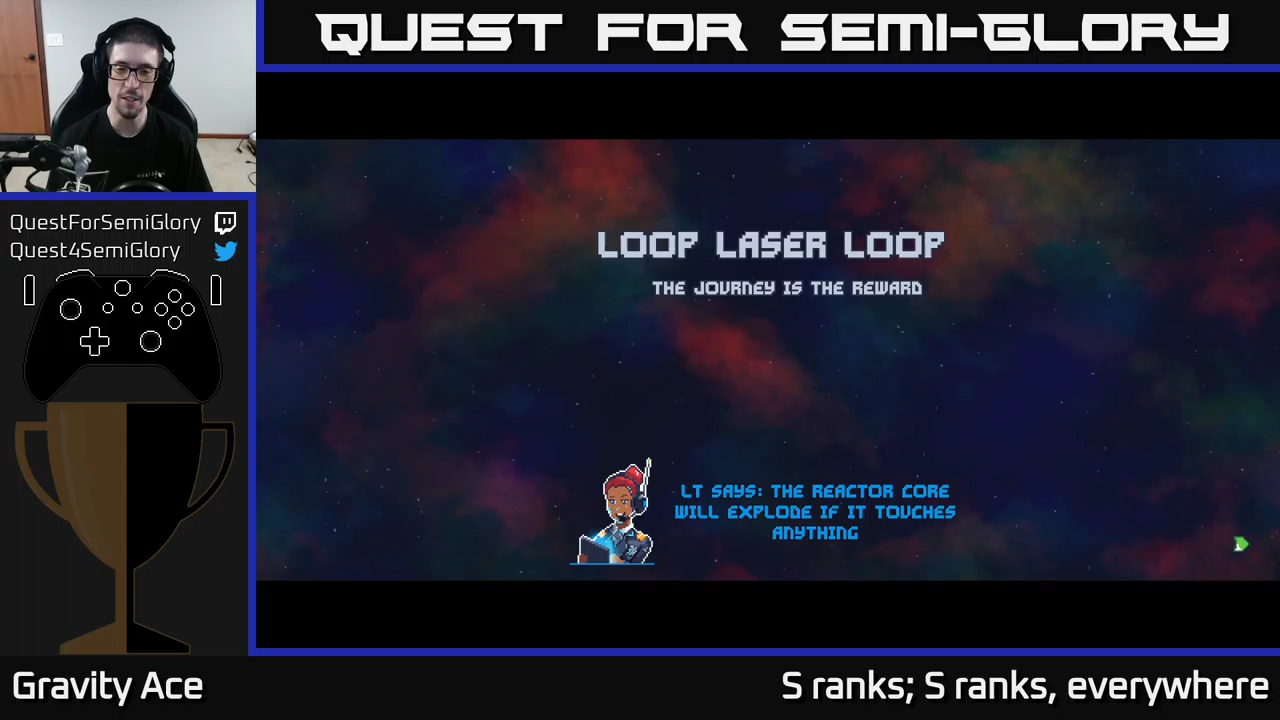 QUEST FOR SEMI-GLORY
QuestForSemiGlory
Quest4SemiGlory
LOOP LASER LOOP
THE JOURNEY IS THE REWARD
LT SAYS: THE REACTOR CORE
WILL EXPLODE IF IT TOUCHES
ANYTHING
Gravity Ace
S ranks; S ranks, everywhere